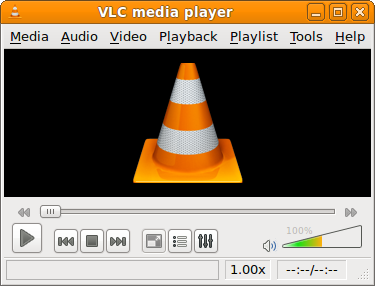 VLC media player
Media Audio Video Playback Playlist Tools Help
100%
1.00x --:--/--:--